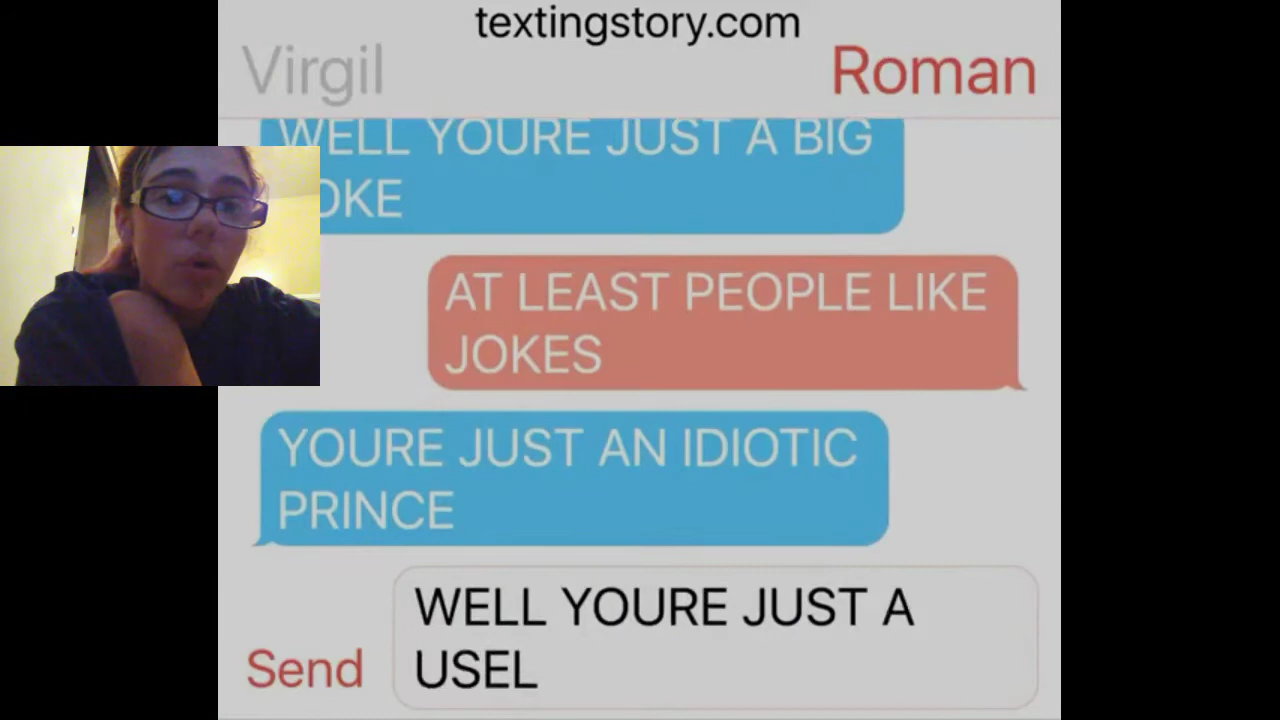 textingstory.com
Virgil
Roman
WELL YOURE JUST A BIG
OKE
AT LEAST PEOPLE LIKE
JOKES
YOURE JUST AN IDIOTIC
PRINCE
WELL YOURE JUST A
USEL
Send